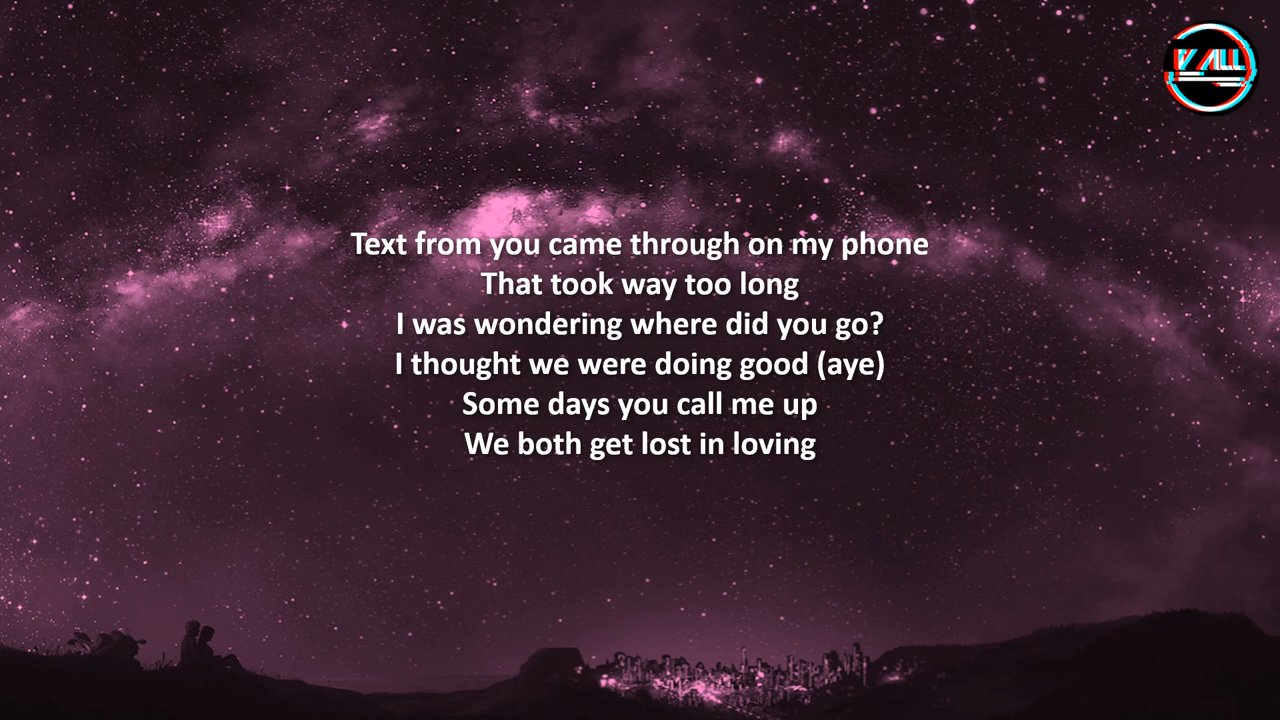 Text from you came through on my phone
That took way too long
I was wondering where did you go?
I thought we were doing good (aye)
Some days you call me up
We both get lost in loving